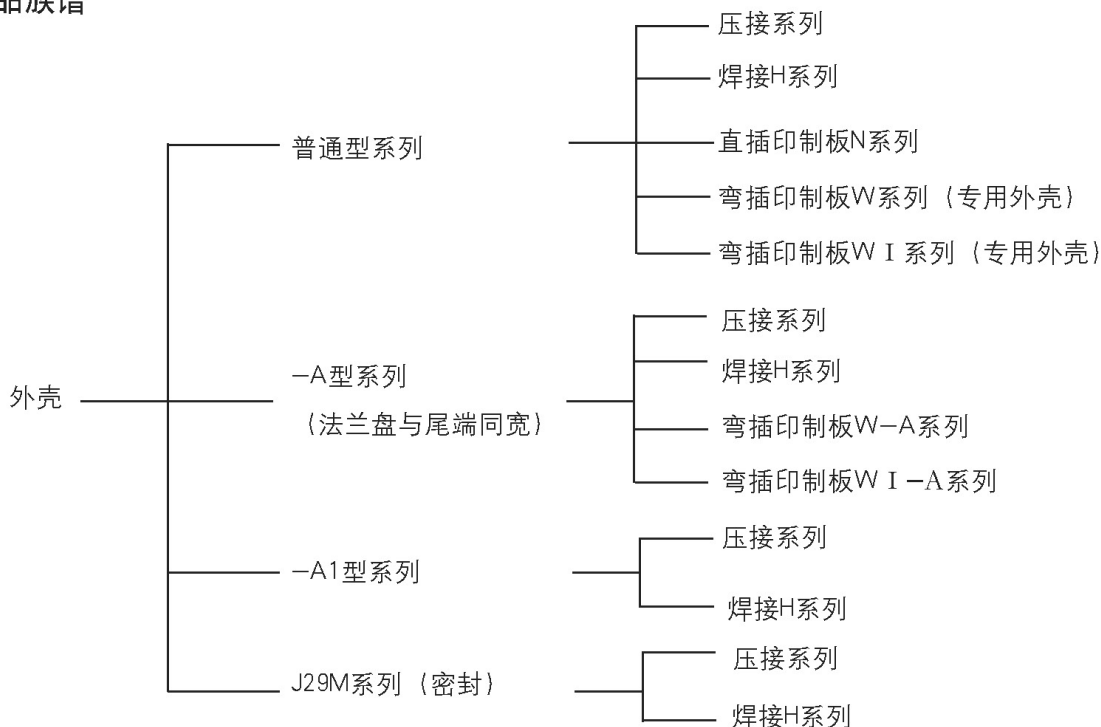 品族谱
外壳
普通型系列
压接系列
焊接H系列
直插印制板N系列
弯插印制板W系列（专用外壳）
弯插印制板WⅠ系列（专用外壳）
—A型系列
（法兰盘与尾端同宽）
压接系列
焊接H系列
弯插印制板W—A系列
弯插印制板WⅠ—A系列
—A1型系列
压接系列
焊接H系列
J29M系列（密封）
压接系列
焊接H系列